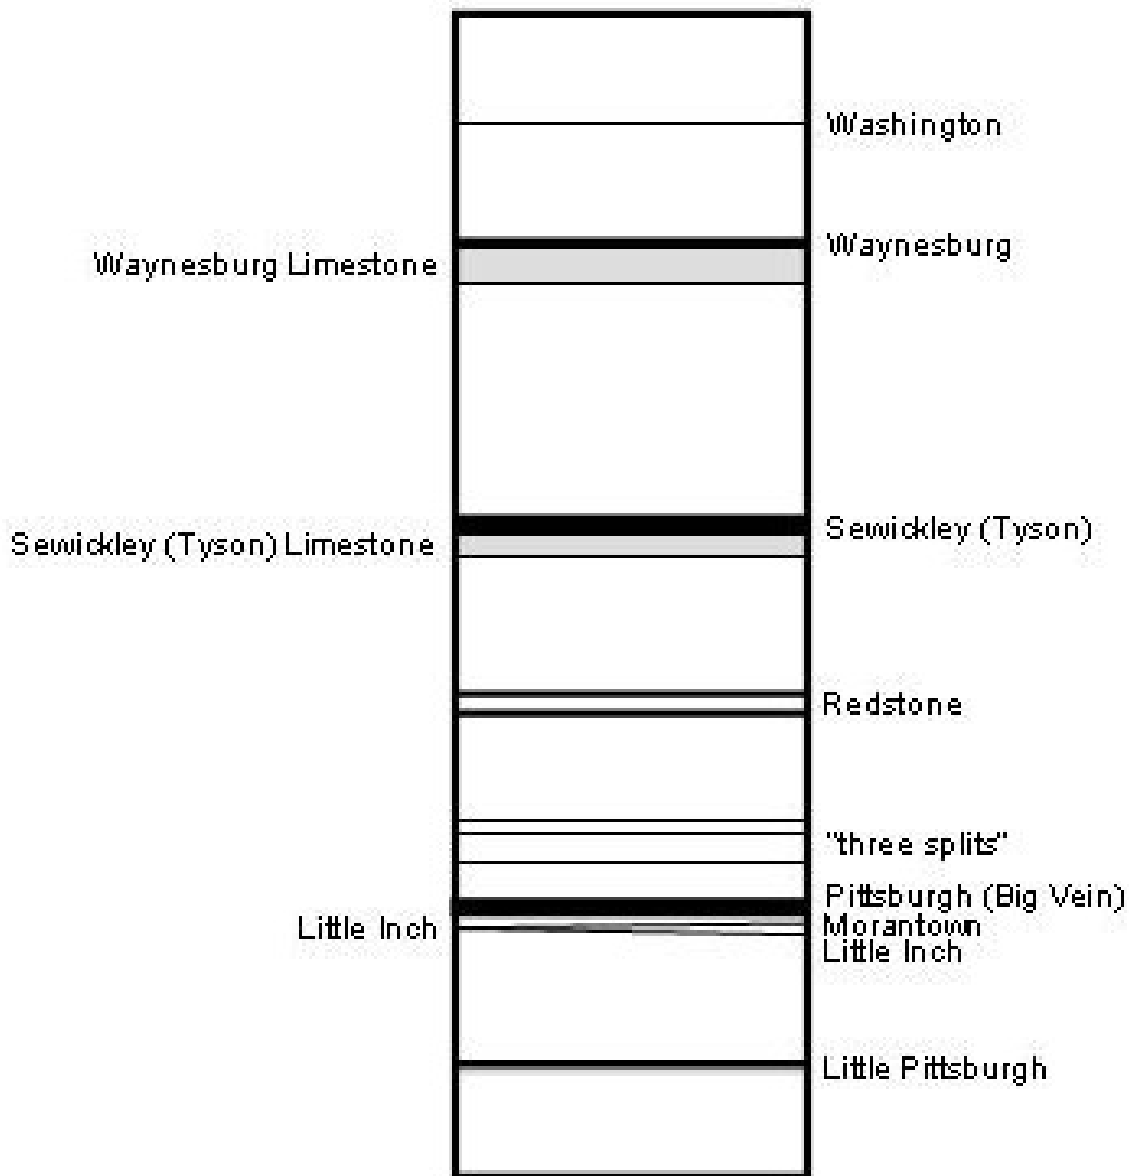 Washington
Waynesburg
Waynesburg Limestone
Sewickley (Tyson)
Sewickley (Tyson) Limestone
Redstone
"three splits"
Pittsburgh (Big Vein)
Morantown
Little Inch
Little Inch
Little Pittsburgh